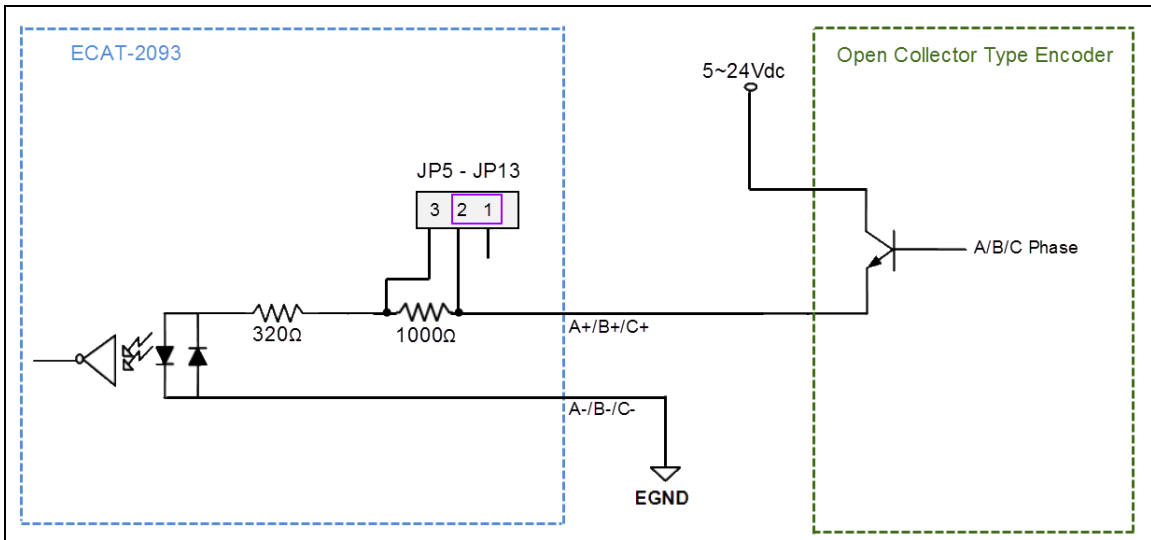 ECAT-2093
Open Collector Type Encoder
5~24Vdc
JP5 - JP13
3 2 1
A/B/C Phase
320Ω
1000Ω
A+/B+/C+
A-/B-/C-
EGND